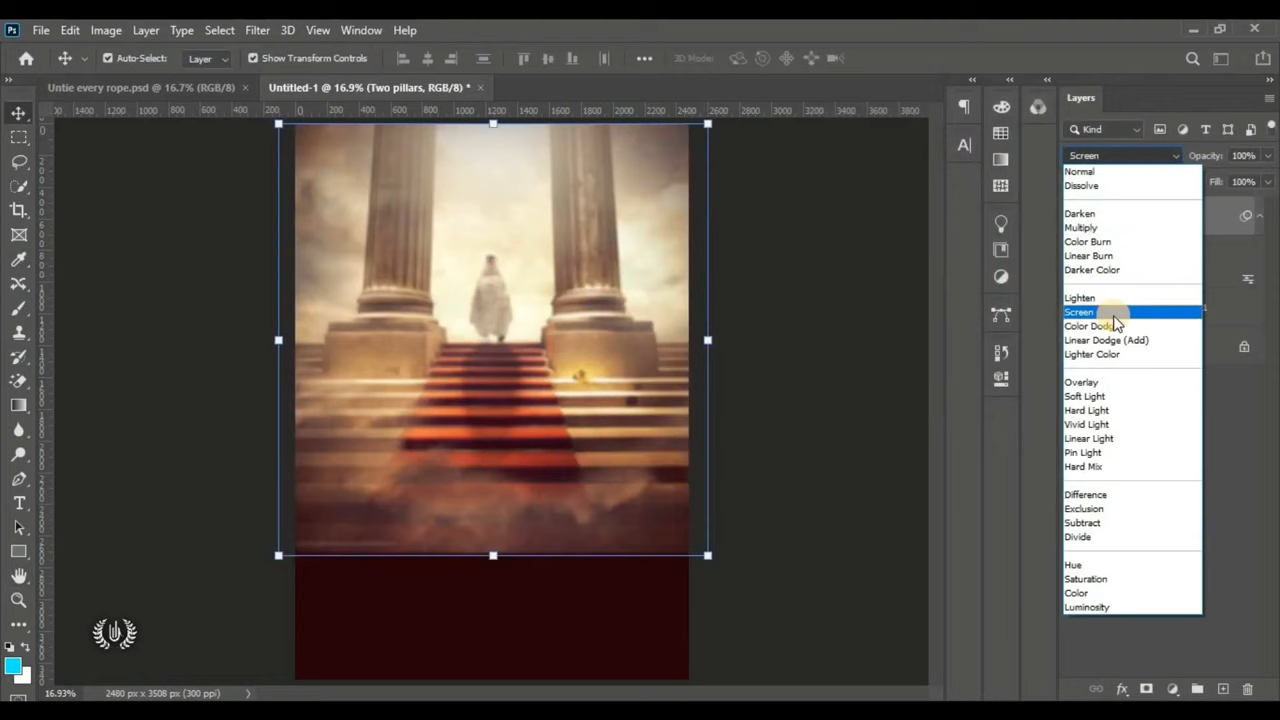 Ps File Edit Image Layer Type Select Filter 3D View Window Help
Auto-Select: Layer Show Transform Controls 3D Mode:
Untie every rope.psd @ 16.7% (RGB/8) × Untitled-1 @ 16.9% (Two pillars, RGB/8) * ×
Layers
Kind
Screen Opacity: 100%
Fill: 100%
Normal
Dissolve
Darken
Multiply
Color Burn
Linear Burn
Darker Color
Lighten
Screen
Color Dodge
Linear Dodge (Add)
Lighter Color
Overlay
Soft Light
Hard Light
Vivid Light
Linear Light
Pin Light
Hard Mix
Difference
Exclusion
Subtract
Divide
Hue
Saturation
Color
Luminosity
16.93% 2480 px x 3508 px (300 ppi)